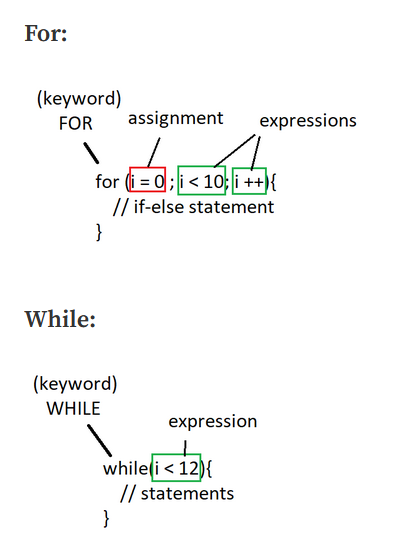 For:
(keyword)
FOR
assignment
expressions
for (i = 0 ; i < 10; i ++){
// if-else statement
}
While:
(keyword)
WHILE
expression
while(i < 12){
// statements
}